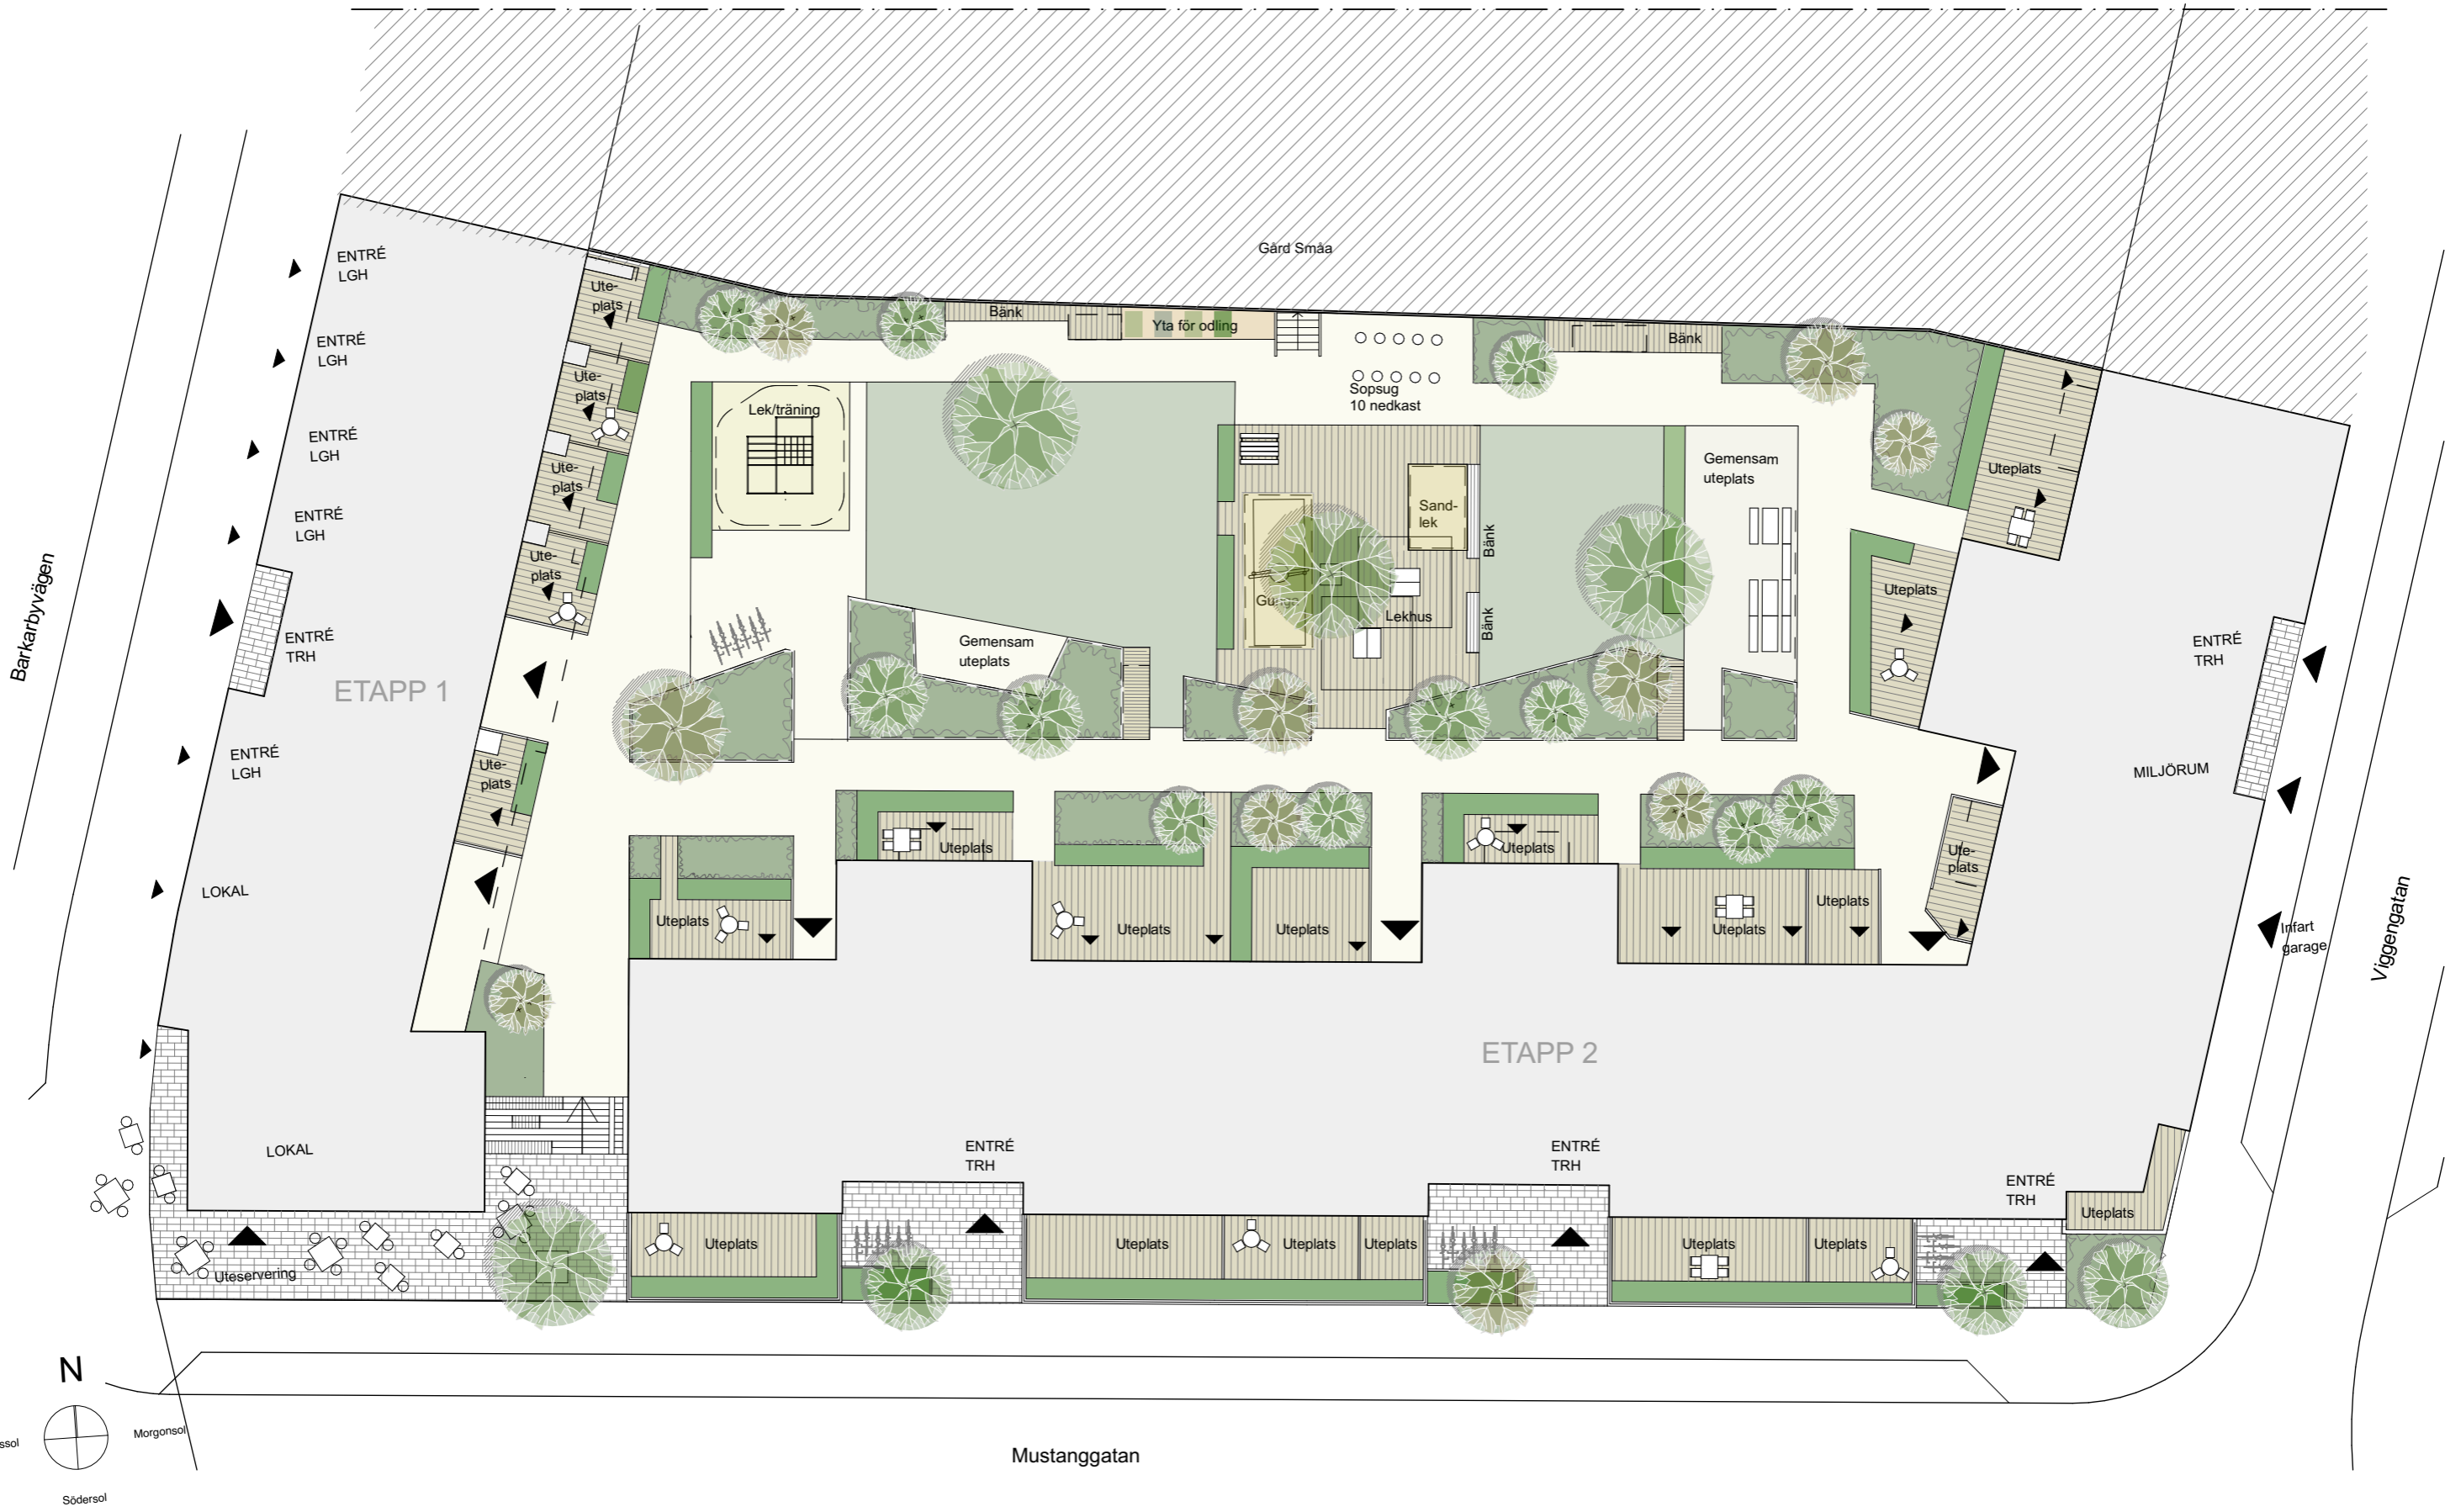 Gård Småa
ENTRÉ
LGH
ENTRÉ
LGH
ENTRÉ
LGH
ENTRÉ
LGH
ENTRÉ
TRH
ETAPP 1
ENTRÉ
LGH
LOKAL
LOKAL
Barkarbyvägen
Ute-
plats
Ute-
plats
Ute-
plats
Ute-
plats
Ute-
plats
Bänk
Yta för odling
Sopsug
10 nedkast
Bänk
Lek/träning
Gemensam
uteplats
Gunga
Sand-
lek
Lekhus
Bänk
Bänk
Gemensam
uteplats
Uteplats
Uteplats
Ute-
plats
Uteplats
Uteplats
Uteplats
Uteplats
Uteplats
Uteplats
Uteplats
ENTRÉ
TRH
MILJÖRUM
Infart
garage
Viggengatan
ETAPP 2
ENTRÉ
TRH
ENTRÉ
TRH
ENTRÉ
TRH
Uteservering
Uteplats
Uteplats
Uteplats
Uteplats
Uteplats
Uteplats
Uteplats
Mustanggatan
N
Morgonsol
Södersol